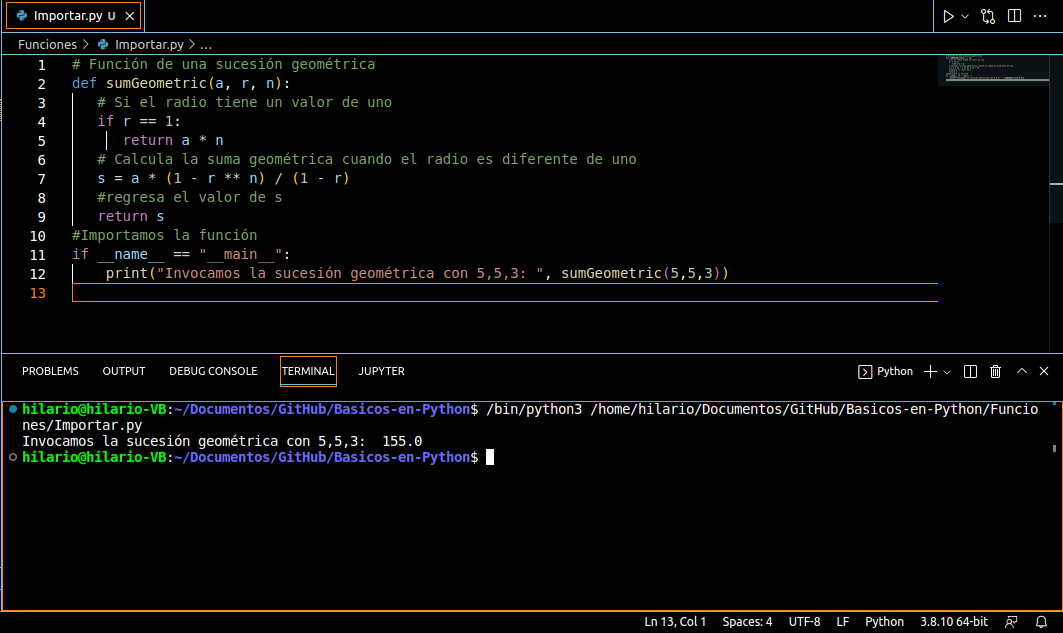 Importar.py U
Funciones > Importar.py > ...
1 # Función de una sucesión geométrica
2 def sumGeometric(a, r, n):
3 # Si el radio tiene un valor de uno
4 if r == 1:
5 return a * n
6 # Calcula la suma geométrica cuando el radio es diferente de uno
7 s = a * (1 - r ** n) / (1 - r)
8 #regresa el valor de s
9 return s
10 #Importamos la función
11 if __name__ == "__main__":
12 print("Invocamos la sucesión geométrica con 5,5,3: ", sumGeometric(5,5,3))
13
PROBLEMS OUTPUT DEBUG CONSOLE TERMINAL JUPYTER Python
hilario@hilario-VB:~/Documentos/GitHub/Basicos-en-Python$ /bin/python3 /home/hilario/Documentos/GitHub/Basicos-en-Python/Funcio
nes/Importar.py
Invocamos la sucesión geométrica con 5,5,3:  155.0
hilario@hilario-VB:~/Documentos/GitHub/Basicos-en-Python$
Ln 13, Col 1 Spaces: 4 UTF-8 LF Python 3.8.10 64-bit